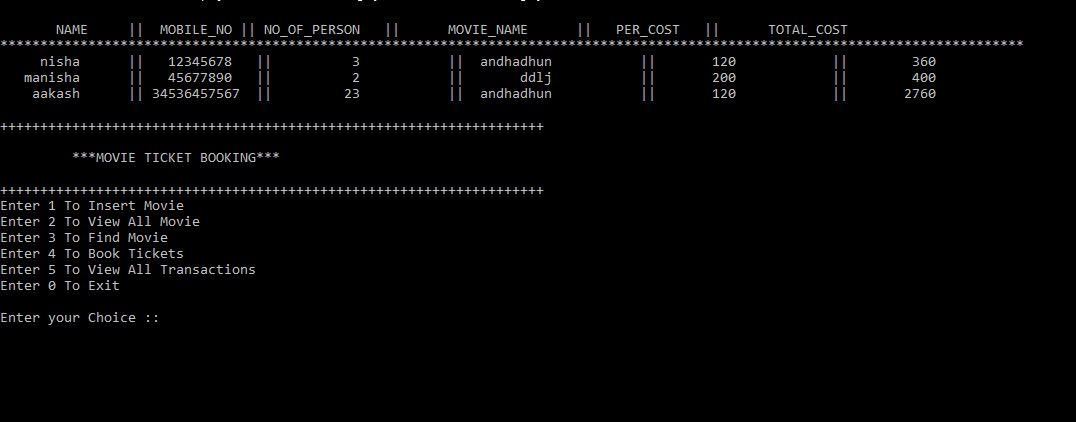 NAME || MOBILE_NO || NO_OF_PERSON || MOVIE_NAME || PER_COST || TOTAL_COST
********************************************************************************************************************************
nisha || 12345678 || 3 || andhadhun || 120 || 360
manisha || 45677890 || 2 || ddlj || 200 || 400
aakash || 34536457567 || 23 || andhadhun || 120 || 2760
++++++++++++++++++++++++++++++++++++++++++++++++++++++++++++++++++++
***MOVIE TICKET BOOKING***
++++++++++++++++++++++++++++++++++++++++++++++++++++++++++++++++++++
Enter 1 To Insert Movie
Enter 2 To View All Movie
Enter 3 To Find Movie
Enter 4 To Book Tickets
Enter 5 To View All Transactions
Enter 0 To Exit
Enter your Choice ::